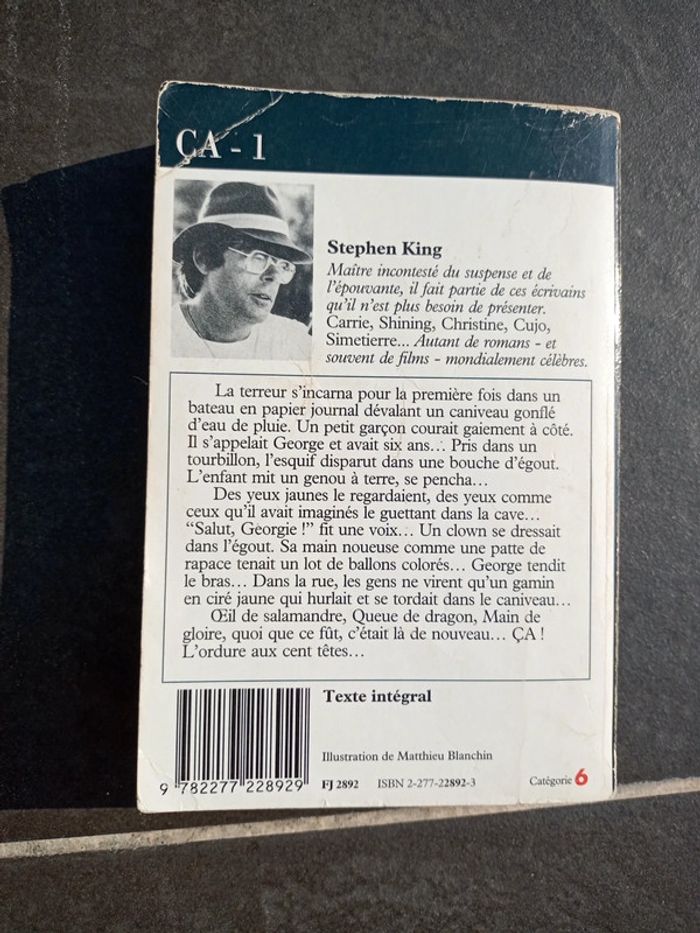 CA - 1
Stephen King
Maître incontesté du suspense et de
l'épouvante, il fait partie de ces écrivains
qu'il n'est plus besoin de présenter.
Carrie, Shining, Christine, Cujo,
Simetierre... Autant de romans - et
souvent de films - mondialement célèbres.
La terreur s'incarna pour la première fois dans un
bateau en papier journal dévalant un caniveau gonflé
d'eau de pluie. Un petit garçon courait gaiement à côté.
Il s'appelait George et avait six ans... Pris dans un
tourbillon, l'esquif disparut dans une bouche d'égout.
L'enfant mit un genou à terre, se pencha...
Des yeux jaunes le regardaient, des yeux comme
ceux qu'il avait imaginés le guettant dans la cave...
“Salut, Georgie !” fit une voix... Un clown se dressait
dans l'égout. Sa main noueuse comme une patte de
rapace tenait un lot de ballons colorés... George tendit
le bras... Dans la rue, les gens ne virent qu'un gamin
en ciré jaune qui hurlait et se tordait dans le caniveau...
Œil de salamandre, Queue de dragon, Main de
gloire, quoi que ce fût, c'était là de nouveau... ÇA !
L'ordure aux cent têtes...
Texte intégral
Illustration de Matthieu Blanchin
9 782277 228929
FJ 2892 ISBN 2-277-22892-3
Catégorie 6